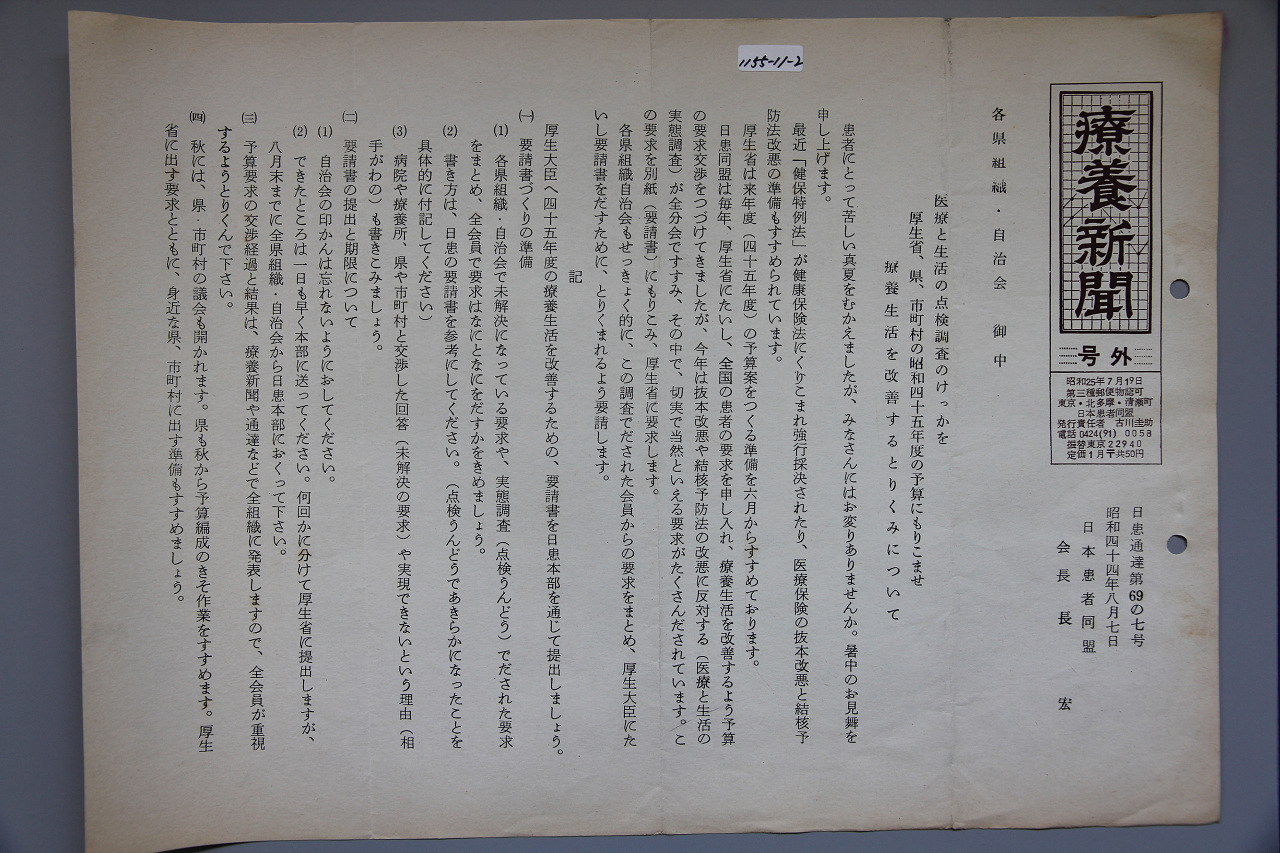 1155-11-2
療養新聞
号外
昭和25年7月19日
第三種郵便物認可
東京・北多摩・清瀬町
日本患者同盟
発行責任者 古川圭助
電話0424(91)0058
振替東京22940
定価1月〒共50円
日患通達第69の七号
昭和四十四年八月七日
日本患者同盟
会長 長 宏
各県組織・自治会 御中
医療と生活の点検調査のけっかを
厚生省、県、市町村の昭和四十五年度の予算にもりこませ
療養生活を改善するとりくみについて
患者にとって苦しい真夏をむかえましたが、みなさんにはお変りありませんか。暑中のお見舞を
申し上げます。
最近「健保特例法」が健康保険法にくりこまれ強行採決されたり、医療保険の抜本改悪と結核予
防法改悪の準備もすすめられています。
厚生省は来年度（四十五年度）の予算案をつくる準備を六月からすすめております。
日患同盟は毎年、厚生省にたいし、全国の患者の要求を申し入れ、療養生活を改善するよう予算
の要求交渉をつづけてきましたが、今年は抜本改悪や結核予防法の改悪に反対する（医療と生活の
実態調査）が全分会ですすみ、その中で、切実で当然といえる要求がたくさんだされています。こ
の要求を別紙（要請書）にもりこみ、厚生省に要求します。
各県組織自治会もせっきょく的に、この調査でだされた会員からの要求をまとめ、厚生大臣にた
いし要請書をだすために、とりくまれるよう要請します。
記
厚生大臣へ四十五年度の療養生活を改善するための、要請書を日患本部を通じて提出しましょう。
㈠ 要請書づくりの準備
(1) 各県組織・自治会で未解決になっている要求や、実態調査（点検うんどう）でだされた要求
をまとめ、全会員で要求はなにとなにをだすかをきめましょう。
(2) 書き方は、日患の要請書を参考にしてください。（点検うんどうであきらかになったことを
具体的に付記してください）
(3) 病院や療養所、県や市町村と交渉した回答（未解決の要求）や実現できないという理由（相
手がわの）も書きこみましょう。
㈡ 要請書の提出と期限について
(1) 自治会の印かんは忘れないようにおしてください。
(2) できたところは一日も早く本部に送ってください。何回かに分けて厚生省に提出しますが、
八月末までに全県組織・自治会から日患本部におくって下さい。
㈢ 予算要求の交渉経過と結果は、療養新聞や通達などで全組織に発表しますので、全会員が重視
するようとりくんで下さい。
㈣ 秋には、県・市町村の議会も開かれます。県も秋から予算編成のきそ作業をすすめます。厚生
省に出す要求とともに、身近な県、市町村に出す準備もすすめましょう。